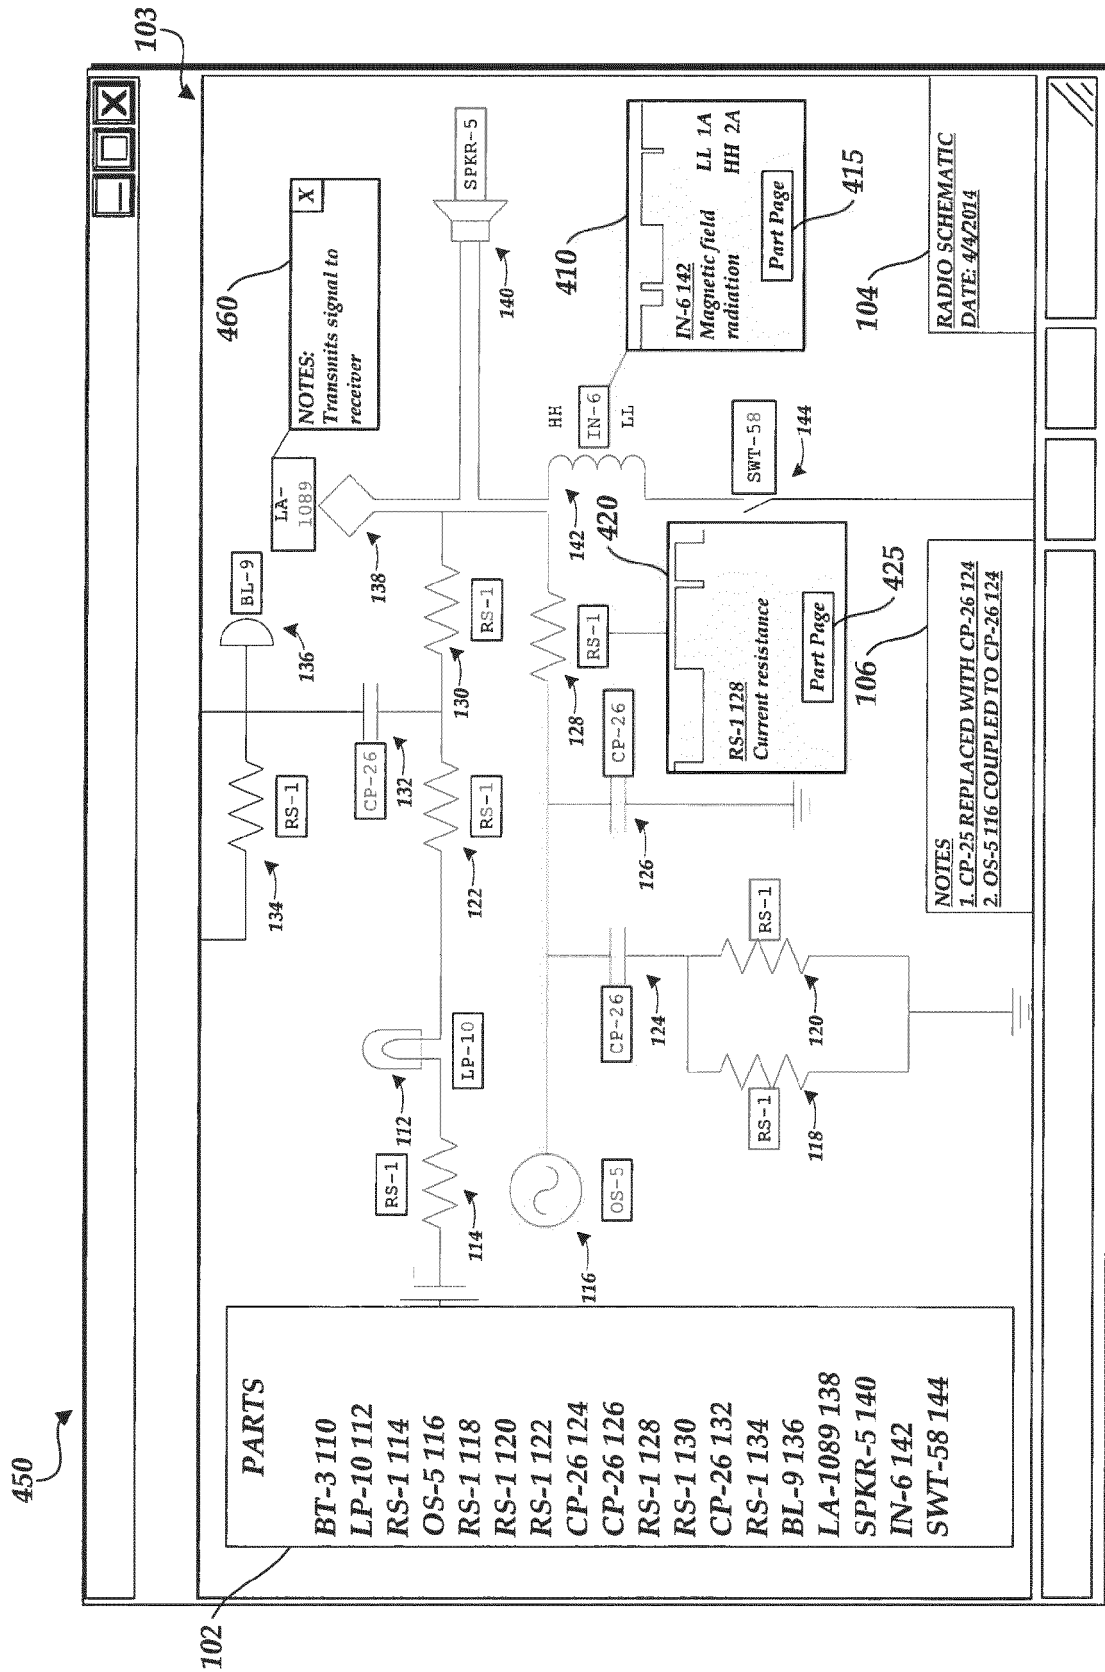 450
103
102
PARTS
BT-3 110
LP-10 112
RS-1 114
OS-5 116
RS-1 118
RS-1 120
RS-1 122
CP-26 124
CP-26 126
RS-1 128
RS-1 130
CP-26 132
RS-1 134
BL-9 136
LA-1089 138
SPKR-5 140
IN-6 142
SWT-58 144
RS-1
114
112
LP-10
OS-5
116
134
RS-1
BL-9
136
CP-26
132
122
RS-1
130
RS-1
LA-
1089
138
460
NOTES:
Transmits signal to
receiver
X
SPKR-5
140
HH
IN-6
LL
142
410
IN-6 142
Magnetic field
radiation
LL 1A
HH 2A
Part Page
415
128
RS-1
420
RS-1 128
Current resistance
Part Page
425
SWT-58
144
CP-26
126
CP-26
124
RS-1
120
RS-1
118
106
NOTES
1. CP-25 REPLACED WITH CP-26 124
2. OS-5 116 COUPLED TO CP-26 124
104
RADIO SCHEMATIC
DATE: 4/4/2014